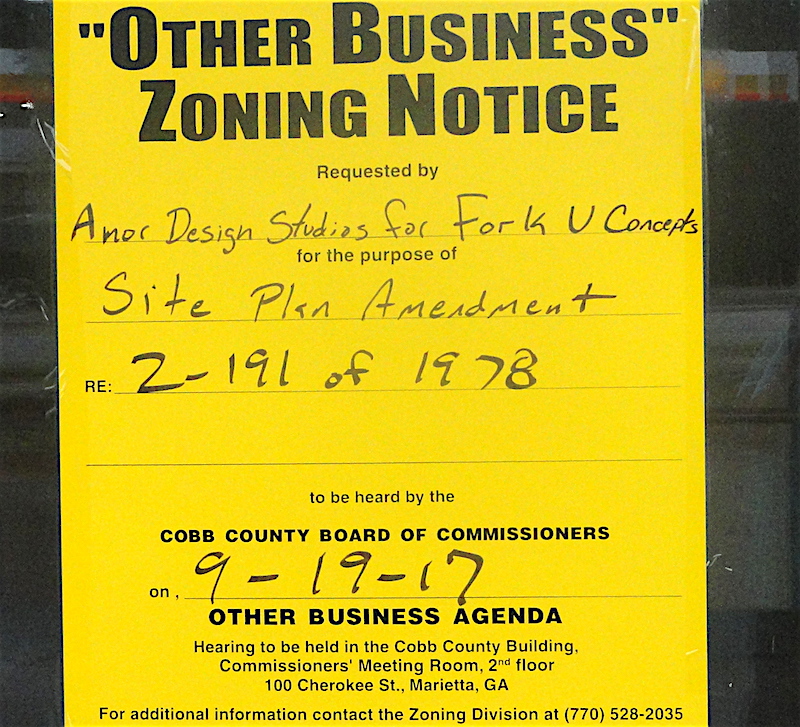 "OTHER BUSINESS"
ZONING NOTICE
Requested by
Amor Design Studios for Fork U Concepts
for the purpose of
Site Plan Amendment
RE: Z-191 of 1978
to be heard by the
COBB COUNTY BOARD OF COMMISSIONERS
on, 9-19-17
OTHER BUSINESS AGENDA
Hearing to be held in the Cobb County Building,
Commissioners' Meeting Room, 2nd floor
100 Cherokee St., Marietta, GA
For additional information contact the Zoning Division at (770) 528-2035